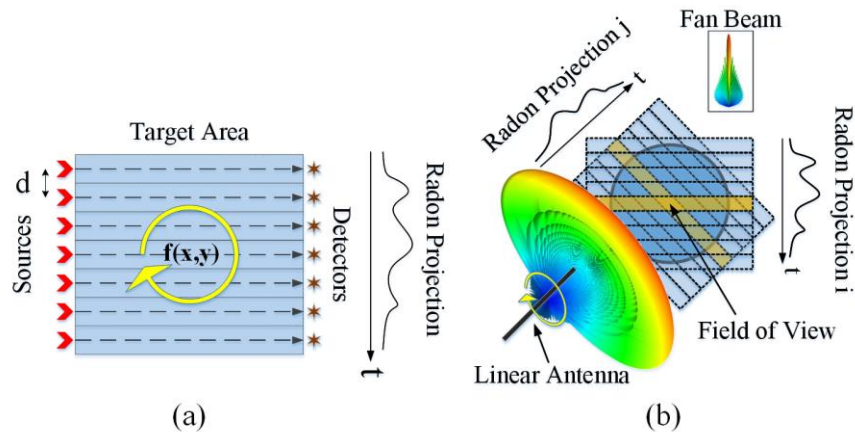 Target Area
d
Sources
f(x,y)
Detectors
Radon Projection
t
(a)
Fan Beam
Radon Projection j
t
Radon Projection i
t
Field of View
Linear Antenna
(b)